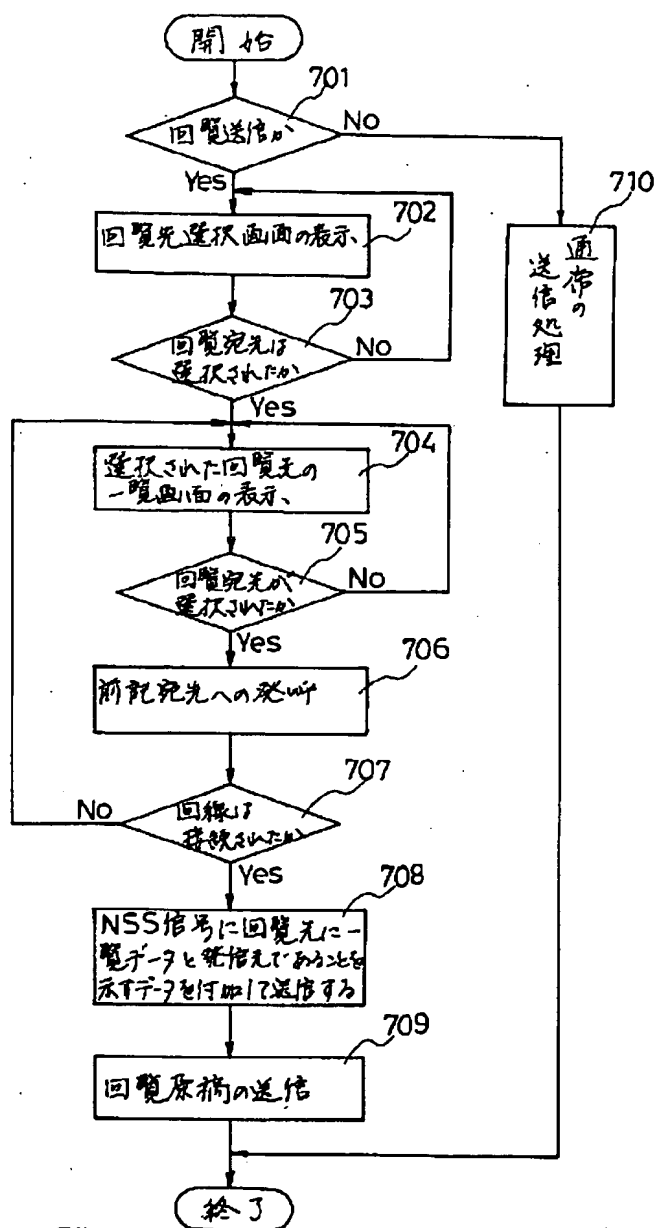 開始
701
回覧送信か
No
Yes
710
702
回覧先選択画面の表示
通常の
送信処理
703
回覧宛先は
選択されたか
No
Yes
704
選択された回覧先の
一覧画面の表示
705
回覧宛先が
選択されたか
No
Yes
706
前記宛先への発呼
707
回線は
接続されたか
No
Yes
708
NSS信号に回覧先に一
覧データと発信元であることを
示すデータを付加して送信する
709
回覧原稿の送信
終了